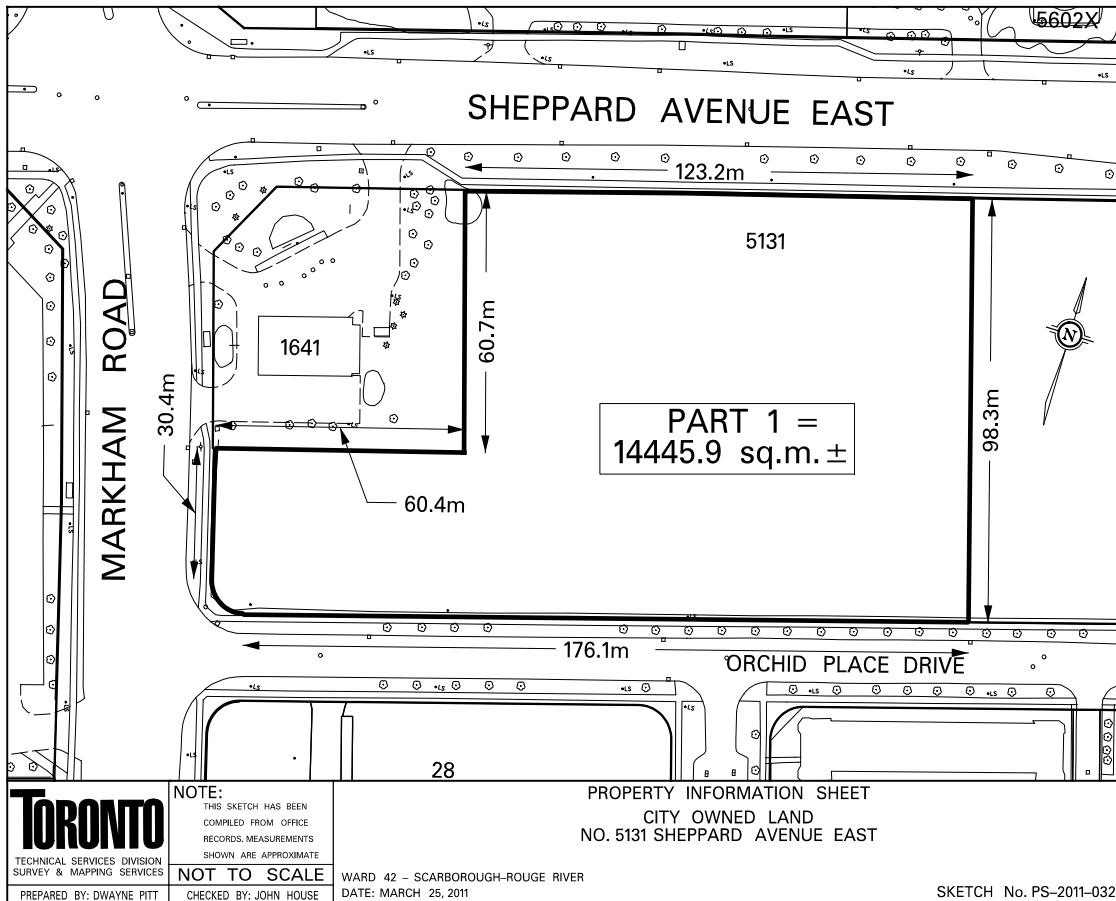 5602X
SHEPPARD AVENUE EAST
123.2m
5131
MARKHAM ROAD
1641
60.7m
30.4m
98.3m
N
PART 1 =
14445.9 sq.m. ±
60.4m
176.1m
ORCHID PLACE DRIVE
28
TORONTO
TECHNICAL SERVICES DIVISION
SURVEY & MAPPING SERVICES
PREPARED BY: DWAYNE PITT
NOTE:
THIS SKETCH HAS BEEN
COMPILED FROM OFFICE
RECORDS. MEASUREMENTS
SHOWN ARE APPROXIMATE
NOT TO SCALE
CHECKED BY: JOHN HOUSE
PROPERTY INFORMATION SHEET
CITY OWNED LAND
NO. 5131 SHEPPARD AVENUE EAST
WARD 42 – SCARBOROUGH–ROUGE RIVER
DATE: MARCH 25, 2011
SKETCH No. PS–2011–032